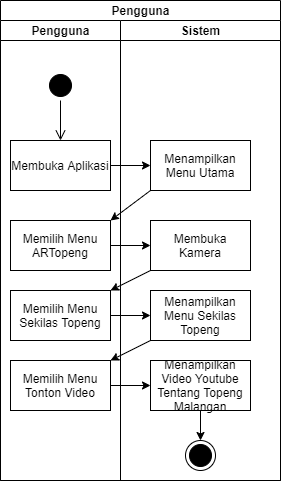 Pengguna
Pengguna
Sistem
Membuka Aplikasi
Menampilkan
Menu Utama
Memilih Menu
ARTopeng
Membuka
Kamera
Memilih Menu
Sekilas Topeng
Menampilkan
Menu Sekilas
Topeng
Memilih Menu
Tonton Video
Menampilkan
Video Youtube
Tentang Topeng
Malangan